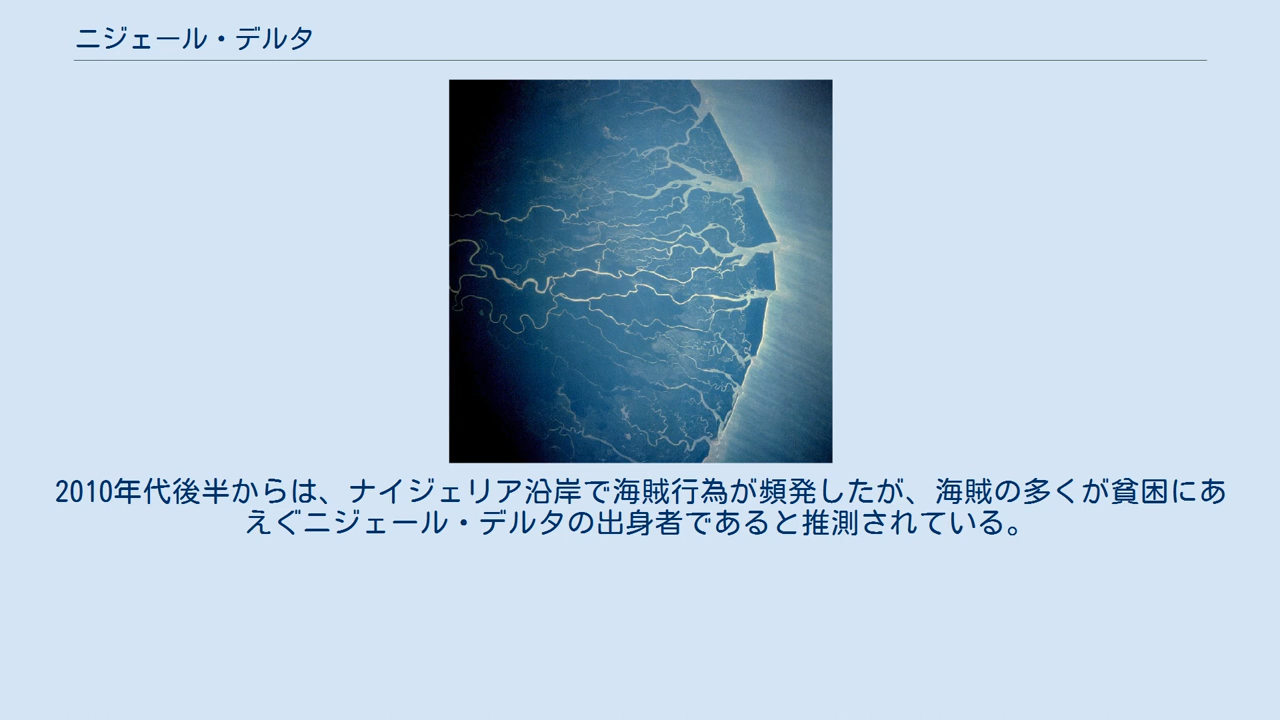 ニジェール・デルタ
2010年代後半からは、ナイジェリア沿岸で海賊行為が頻発したが、海賊の多くが貧困にあ
えぐニジェール・デルタの出身者であると推測されている。